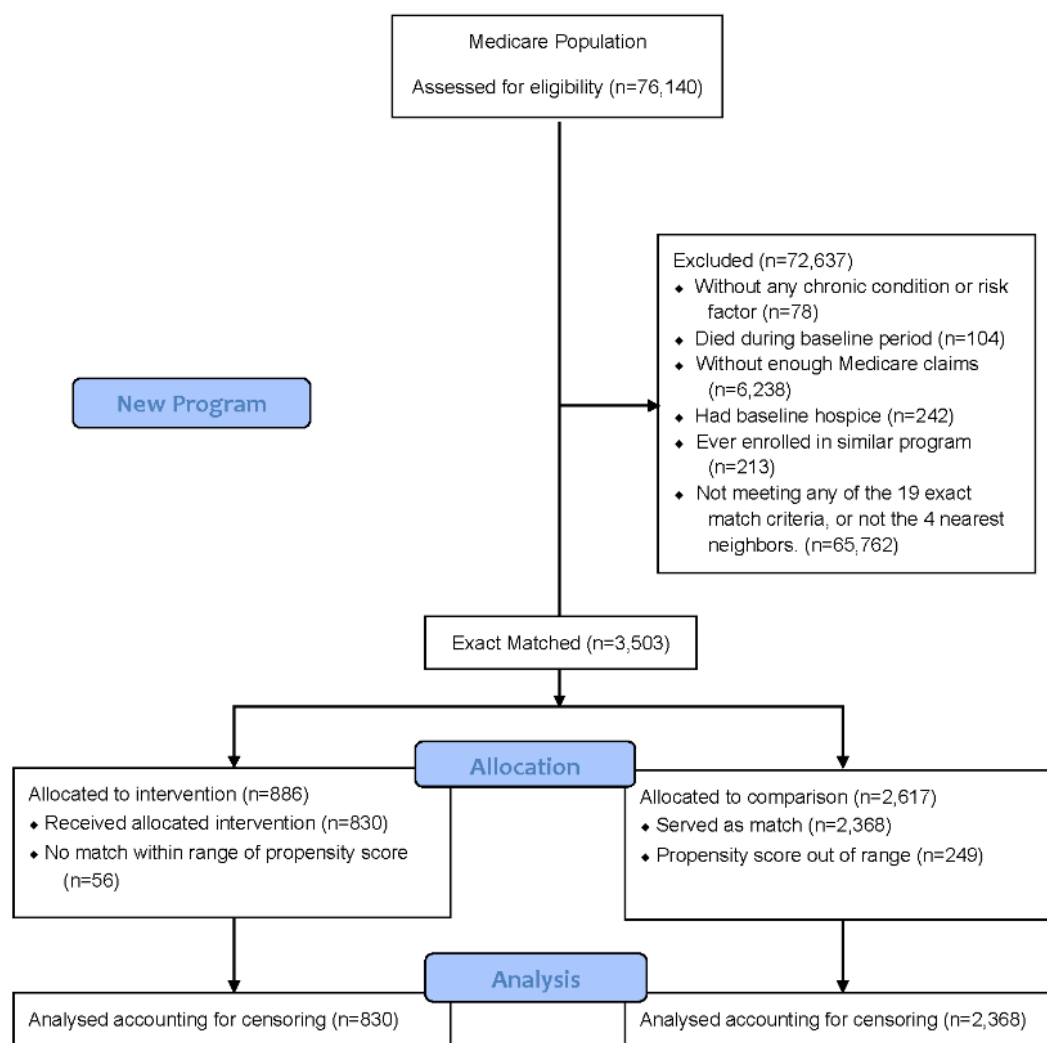 Medicare Population
Assessed for eligibility (n=76,140)
Excluded (n=72,637)
◆ Without any chronic condition or risk
factor (n=78)
◆ Died during baseline period (n=104)
◆ Without enough Medicare claims
(n=6,238)
◆ Had baseline hospice (n=242)
◆ Ever enrolled in similar program
(n=213)
◆ Not meeting any of the 19 exact
match criteria, or not the 4 nearest
neighbors. (n=65,762)
New Program
Exact Matched (n=3,503)
Allocation
Allocated to intervention (n=886)
◆ Received allocated intervention (n=830)
◆ No match within range of propensity score
(n=56)
Allocated to comparison (n=2,617)
◆ Served as match (n=2,368)
◆ Propensity score out of range (n=249)
Analysis
Analysed accounting for censoring (n=830)
Analysed accounting for censoring (n=2,368)